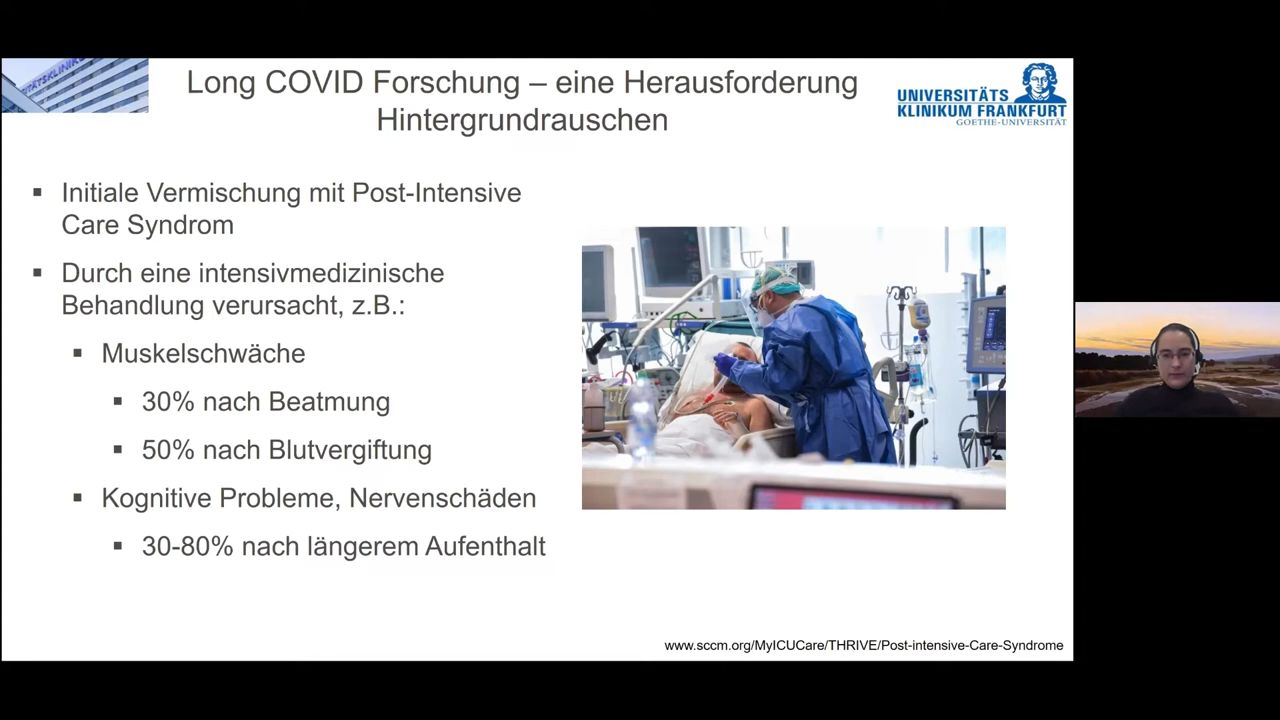 Long COVID Forschung – eine Herausforderung
Hintergrundrauschen
UNIVERSITÄTS
KLINIKUM FRANKFURT
GOETHE-UNIVERSITÄT
▪ Initiale Vermischung mit Post-Intensive
Care Syndrom
▪ Durch eine intensivmedizinische
Behandlung verursacht, z.B.:
▪ Muskelschwäche
▪ 30% nach Beatmung
▪ 50% nach Blutvergiftung
▪ Kognitive Probleme, Nervenschäden
▪ 30-80% nach längerem Aufenthalt
www.sccm.org/MyICUCare/THRIVE/Post-intensive-Care-Syndrome